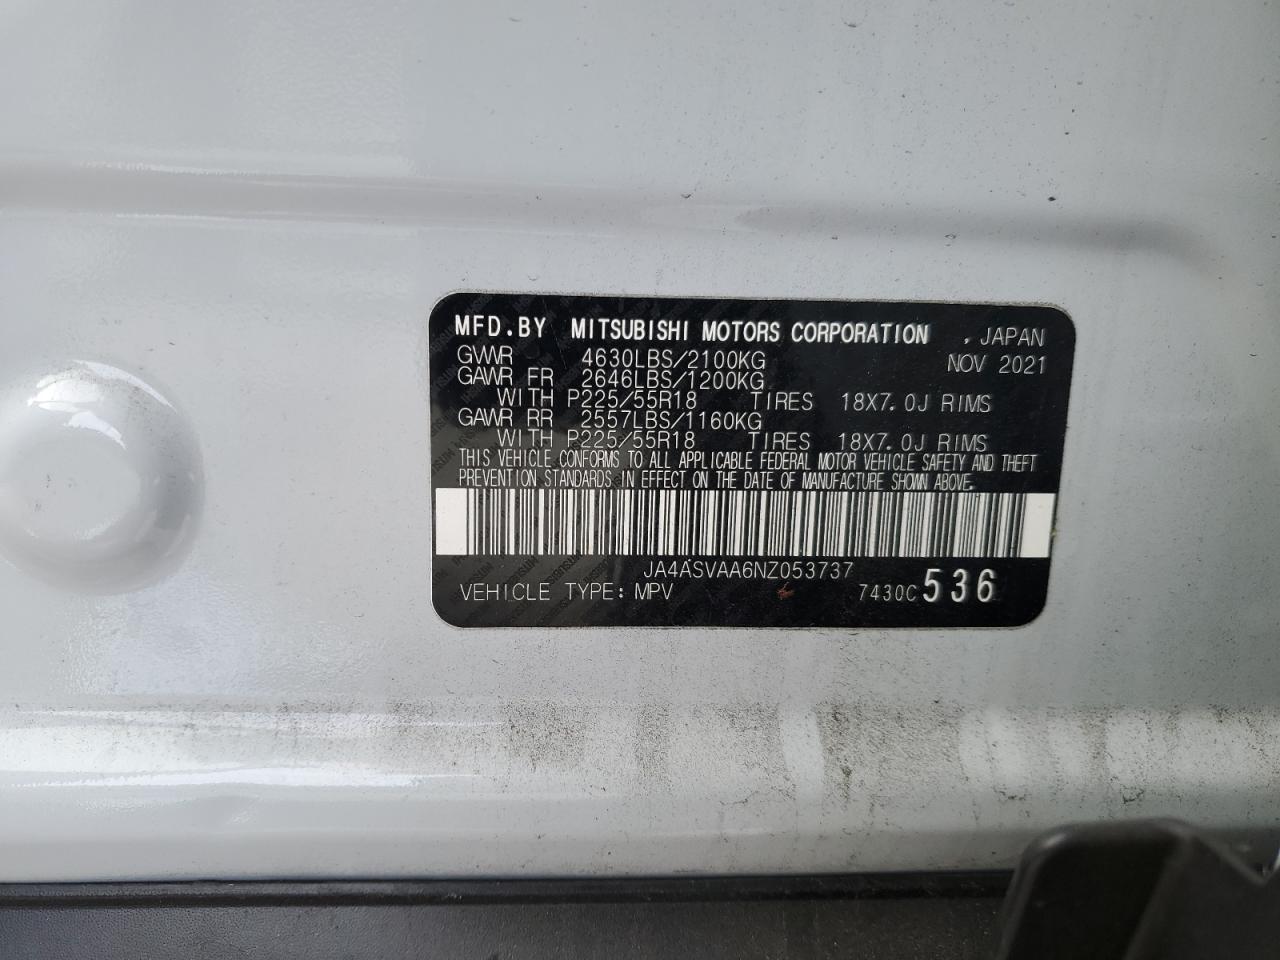 MFD.BY MITSUBISHI MOTORS CORPORATION , JAPAN
GVWR 4630LBS/2100KG NOV 2021
GAWR FR 2646LBS/1200KG
WITH P225/55R18 TIRES 18X7.0J RIMS
GAWR RR 2557LBS/1160KG
WITH P225/55R18 TIRES 18X7.0J RIMS
THIS VEHICLE CONFORMS TO ALL APPLICABLE FEDERAL MOTOR VEHICLE SAFETY AND THEFT
PREVENTION STANDARDS IN EFFECT ON THE DATE OF MANUFACTURE SHOWN ABOVE.
JA4ASVAA6NZ053737
VEHICLE TYPE: MPV 7430C 536